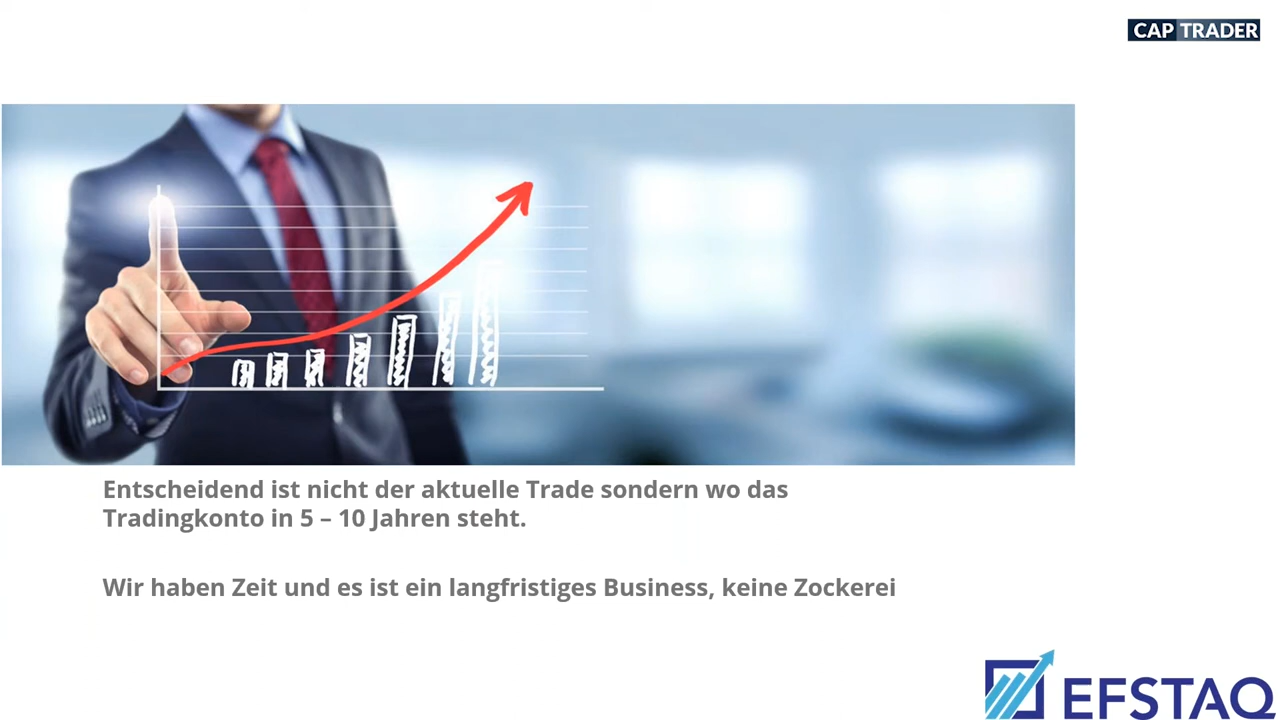 CAP TRADER
Entscheidend ist nicht der aktuelle Trade sondern wo das
Tradingkonto in 5 – 10 Jahren steht.
Wir haben Zeit und es ist ein langfristiges Business, keine Zockerei
EFSTAQ